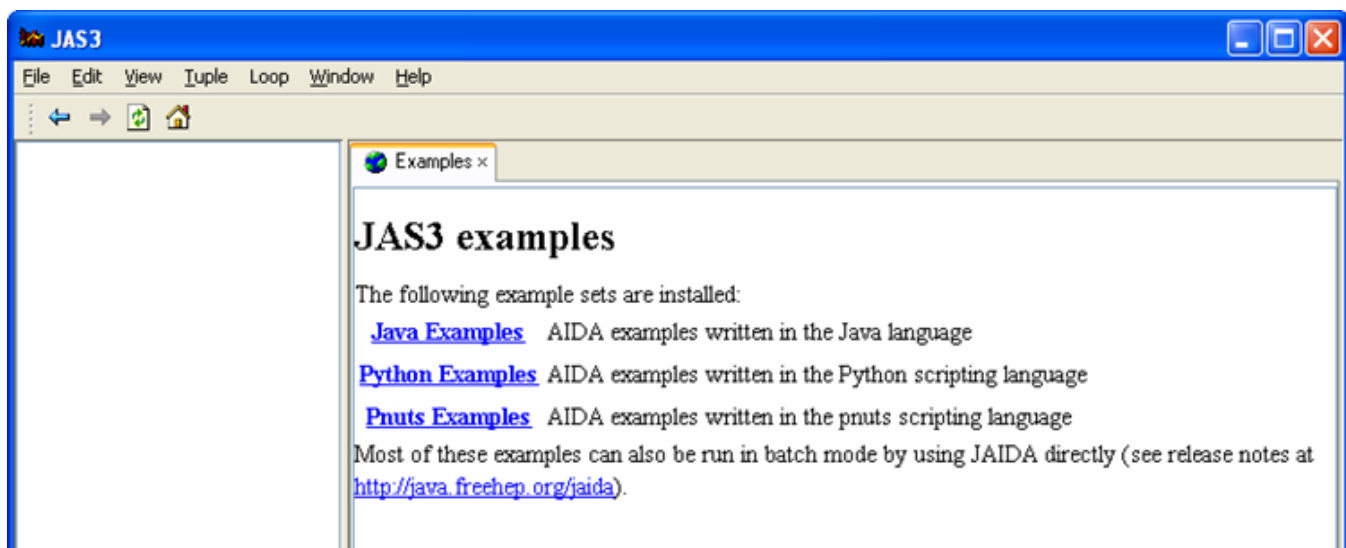 JAS3
File Edit View Tuple Loop Window Help
Examples ×
JAS3 examples
The following example sets are installed:
Java Examples AIDA examples written in the Java language
Python Examples AIDA examples written in the Python scripting language
Pnuts Examples AIDA examples written in the pnuts scripting language
Most of these examples can also be run in batch mode by using JAIDA directly (see release notes at
http://java.freehep.org/jaida).